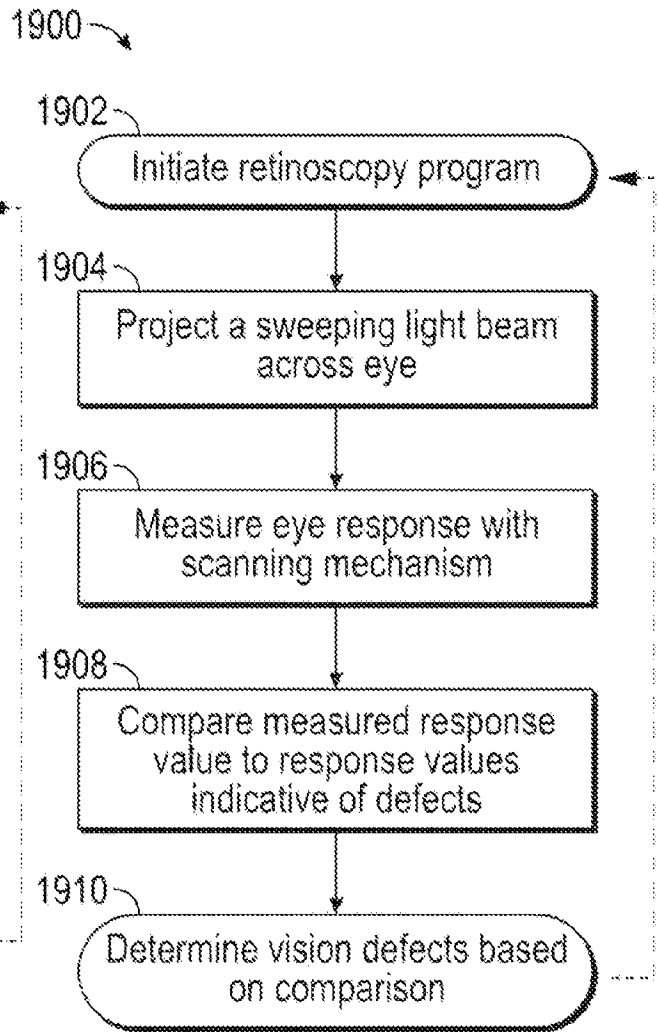 1900
1902
Initiate retinoscopy program
1904
Project a sweeping light beam
across eye
1906
Measure eye response with
scanning mechanism
1908
Compare measured response
value to response values
indicative of defects
1910
Determine vision defects based
on comparison